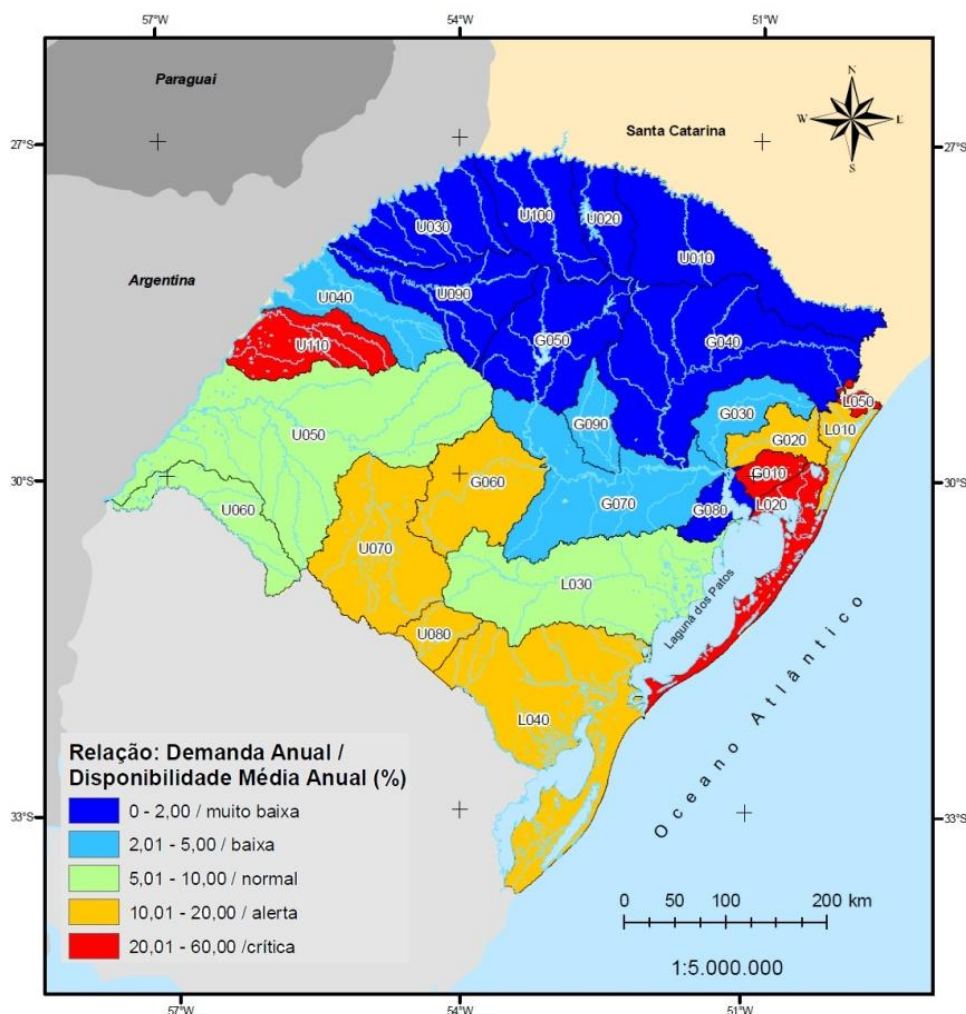 57°W 54°W 51°W
Paraguai
N
W E
S
Santa Catarina
27°S 27°S
Argentina
U030
U100
U020
U010
U090
U040
U110
G050
G040
L050
G030
L010
G090
G020
U050
G010
30°S 30°S
G060
L020
U060
G070
G080
U070
L030
Laguna dos Patos
U080
L040
Oceano Atlântico
Relação: Demanda Anual /
Disponibilidade Média Anual (%)
0 - 2,00 / muito baixa
2,01 - 5,00 / baixa
5,01 - 10,00 / normal
10,01 - 20,00 / alerta
20,01 - 60,00 /crítica
33°S 33°S
0 50 100 200 km
1:5.000.000
57°W 54°W 51°W